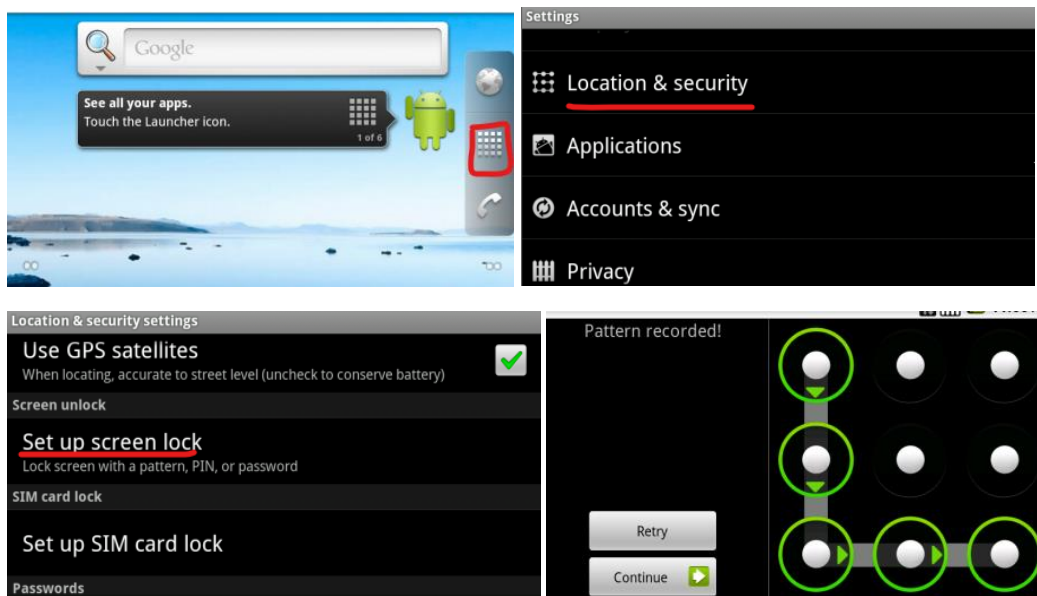 Google
See all your apps.
Touch the Launcher icon.
1 of 6
Settings
Location & security
Applications
Accounts & sync
Privacy
Location & security settings
Use GPS satellites
When locating, accurate to street level (uncheck to conserve battery)
Screen unlock
Set up screen lock
Lock screen with a pattern, PIN, or password
SIM card lock
Set up SIM card lock
Passwords
Pattern recorded!
Retry
Continue